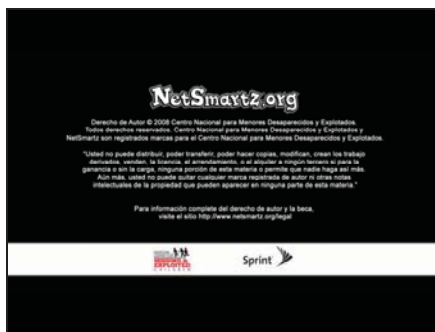 NetSmartz.org
Derecho de Autor © 2008 Centro Nacional para Menores Desaparecidos y Explotados.
Todos derechos reservados. Centro Nacional para Menores Desaparecidos y Explotados y
NetSmartz son registrados marcas para el Centro Nacional para Menores Desaparecidos y Explotados.
"Usted no puede distribuir, poder transferir, poder hacer copias, modifican, crean los trabajo
derivados, venden, la licencia, el arrendamiento, o el alquiler a ningún tercero si para la
ganancia o sin la carga, ninguna porción de esta materia o permite que nadie haga así más.
Aún más, usted no puede quitar cualquier marca registrada de autor ni otras notas
intelectuales de la propiedad que pueden aparecer en ninguna parte de esta materia."
Para información complete del derecho de autor y la beca,
visite el sitio http://www.netsmartz.org/legal
MISSING &
EXPLOITED
CHILDREN
Sprint